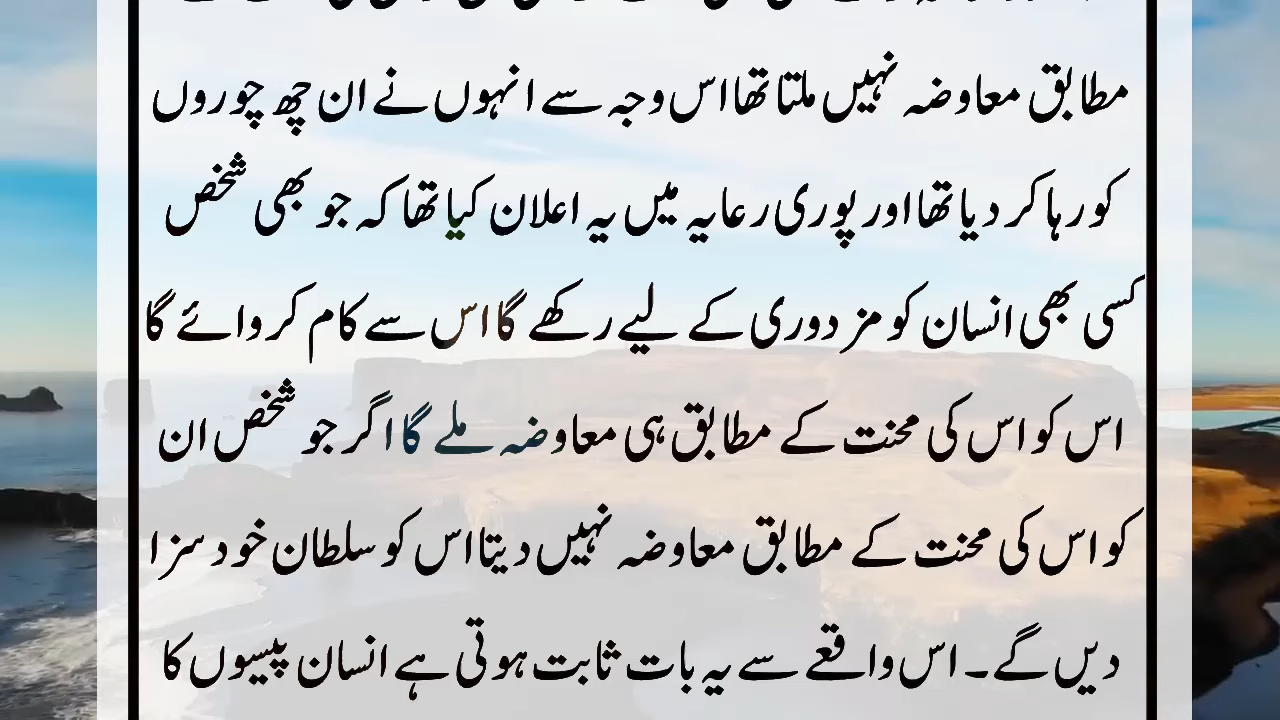 مطابق معاوضہ نہیں ملتا تھا اس وجہ سے انہوں نے ان چھ چوروں
کو رہا کر دیا تھا اور پوری رعایہ میں یہ اعلان کیا تھا کہ جو بھی شخص
کسی بھی انسان کو مزدوری کے لیے رکھے گا اس سے کام کروائے گا
اس کو اس کی محنت کے مطابق ہی معاوضہ ملے گا اگر جو شخص ان
کو اس کی محنت کے مطابق معاوضہ نہیں دیتا اس کو سلطان خود سزا
دیں گے۔ اس واقعے سے یہ بات ثابت ہوتی ہے انسان پیسوں کا